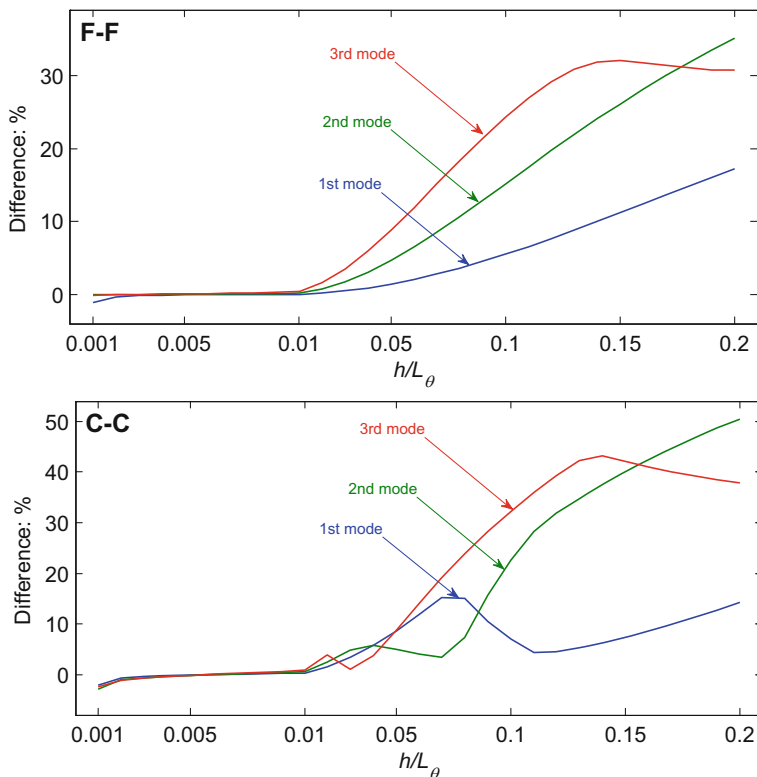 F-F
3rd mode
2nd mode
1st mode
Difference: %
30
20
10
0
0.001 0.005 0.01 0.05 0.1 0.15 0.2
h/Lθ
C-C
3rd mode
2nd mode
1st mode
Difference: %
50
40
30
20
10
0
0.001 0.005 0.01 0.05 0.1 0.15 0.2
h/Lθ